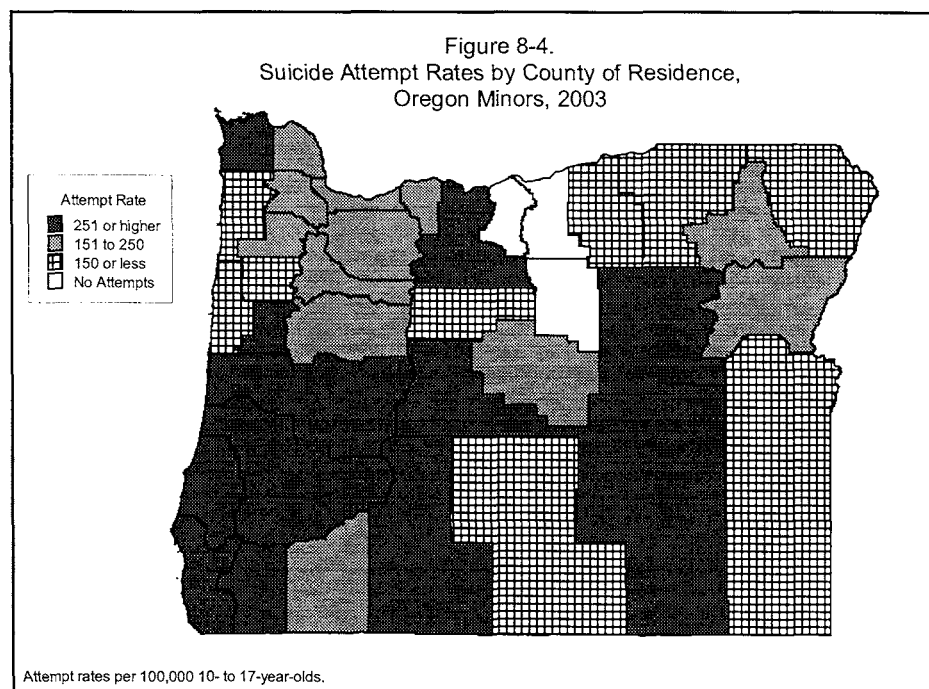 Figure 8-4.
Suicide Attempt Rates by County of Residence,
Oregon Minors, 2003
Attempt Rate
251 or higher
151 to 250
150 or less
No Attempts
Attempt rates per 100,000 10- to 17-year-olds.